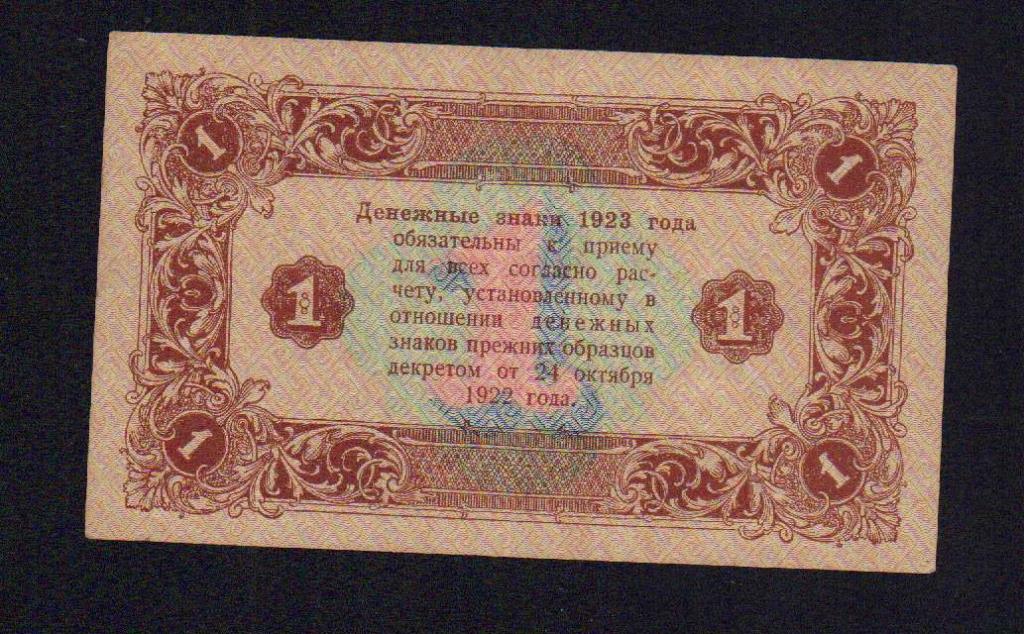 1 1
Денежные знаки 1923 года
обязательны к приему
для всех согласно рас-
чету, установленному в
1 1
отношении денежных
знаков прежних образцов
декретом от 24 октября
1922 года.
1 1